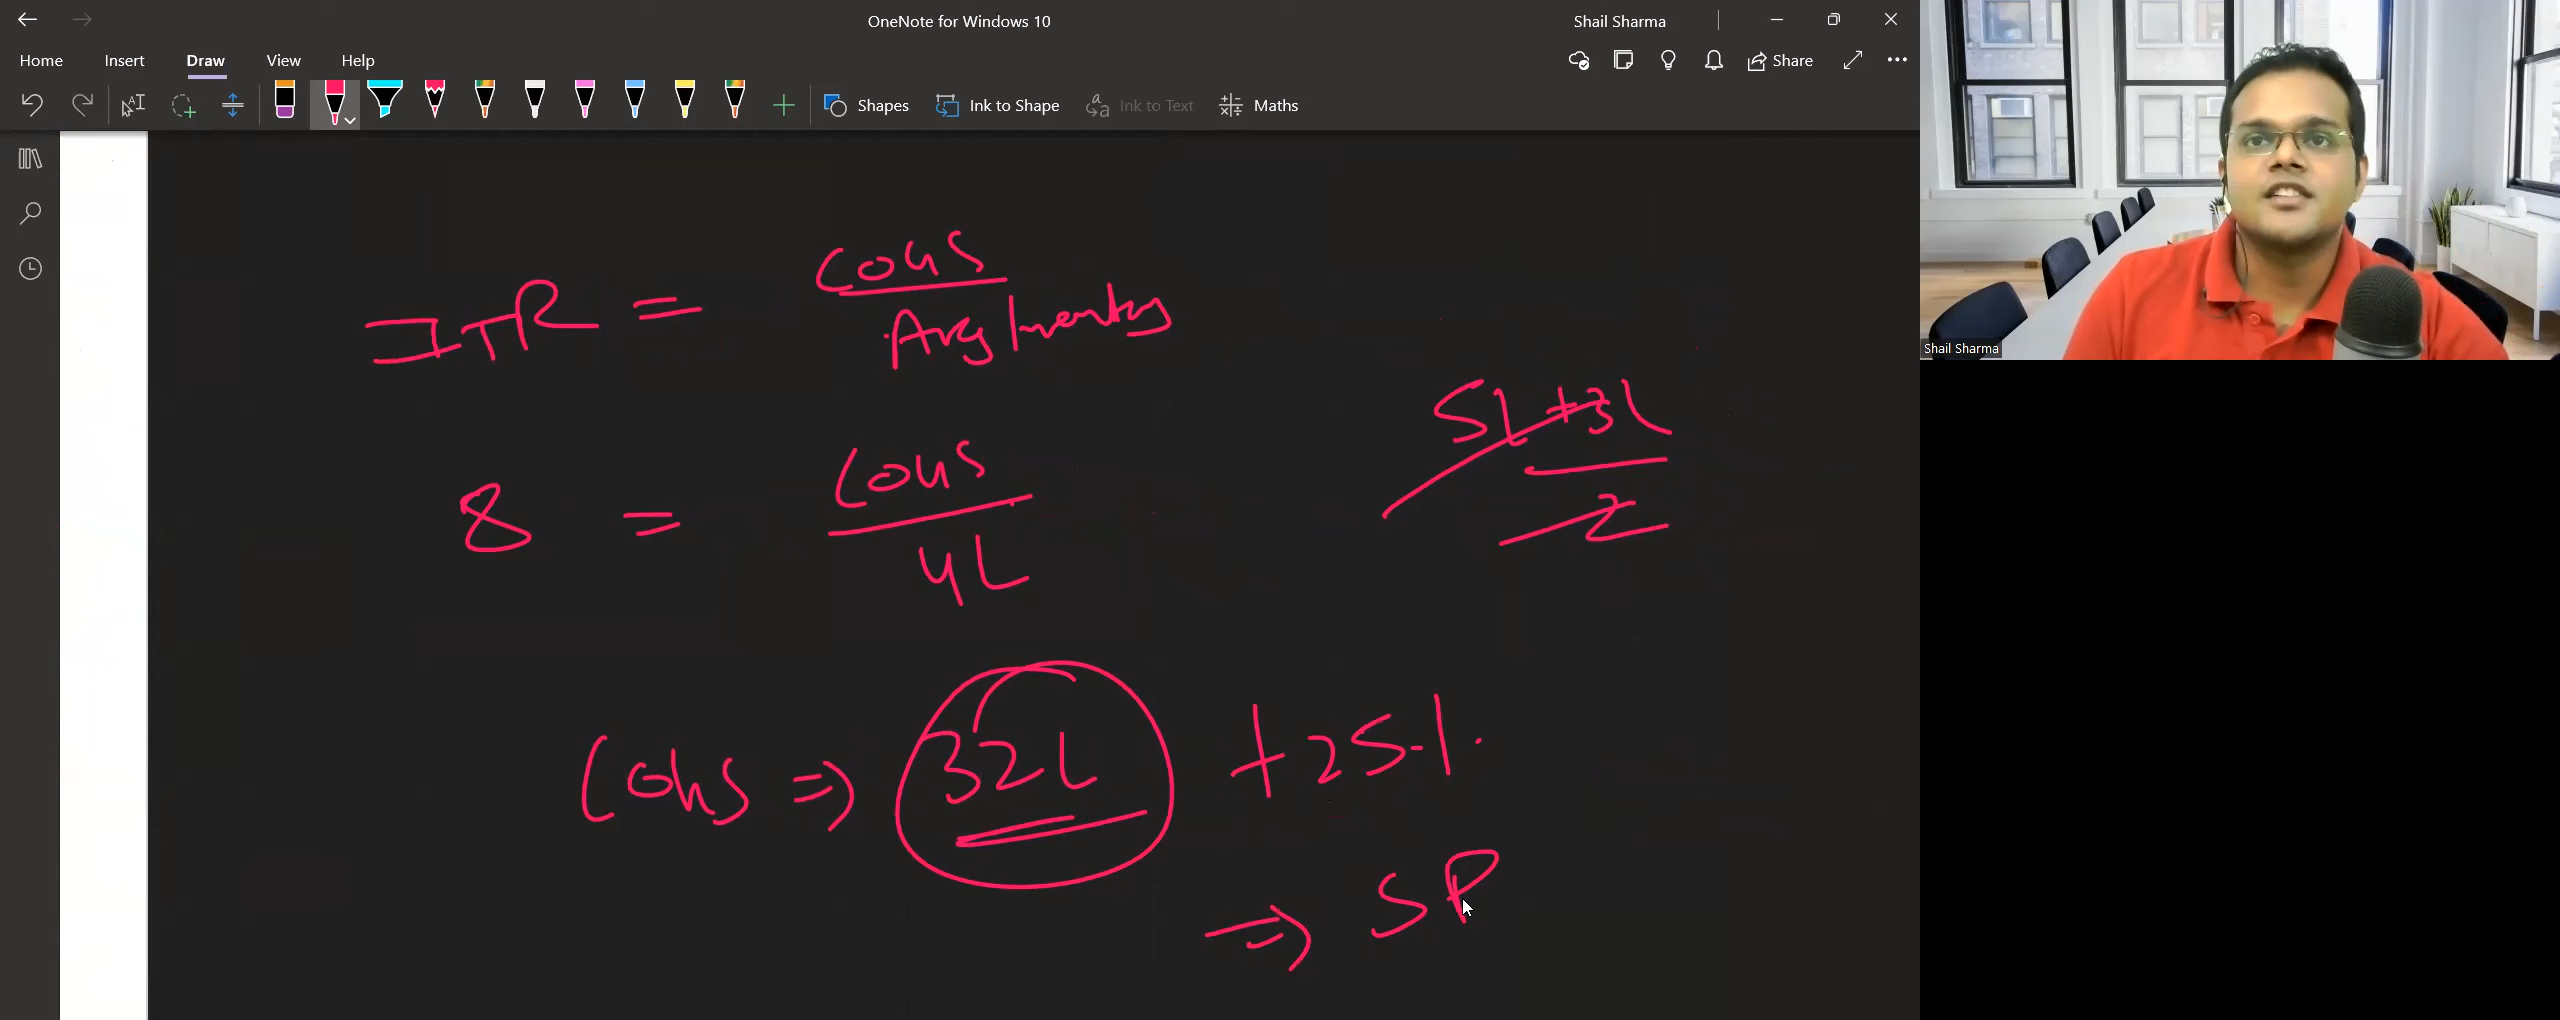 OneNote for Windows 10
Shail Sharma
Home Insert Draw View Help
Share
Shapes Ink to Shape Ink to Text Maths
Shail Sharma
ITR = COGS
Avg Inventory
5L + 3L
2
8 = COGS
4L
COGS ⇒ 32L + 25%
⇒ SP